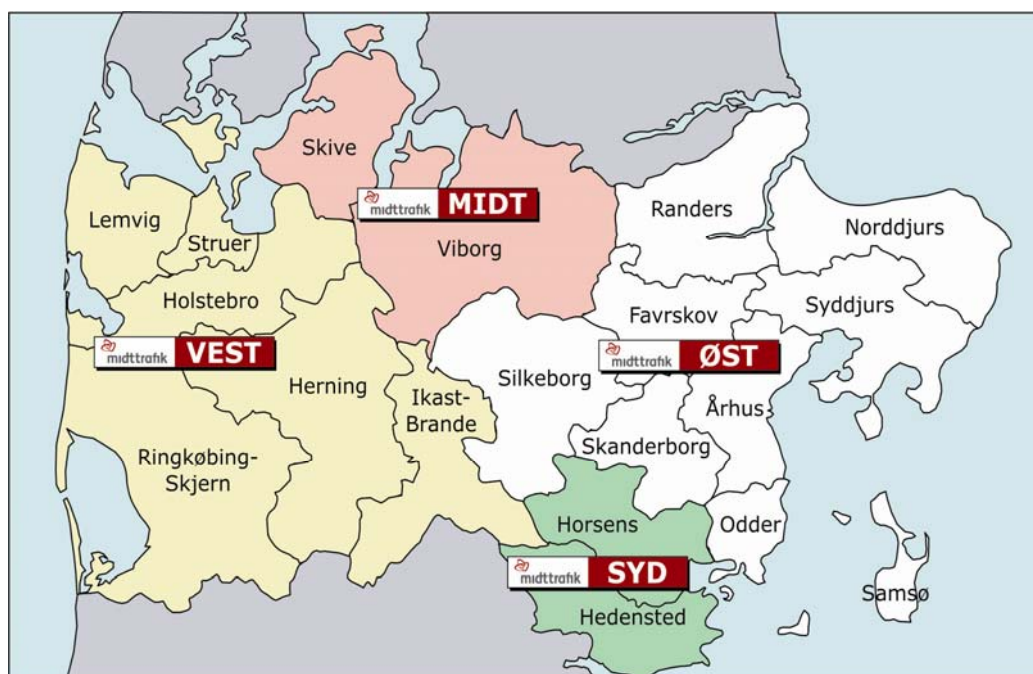 Skive
midttrafik MIDT
Viborg
Randers
Norddjurs
Lemvig
Struer
Holstebro
Favrskov
Syddjurs
midttrafik VEST
midttrafik ØST
Herning
Ikast-
Brande
Silkeborg
Århus
Skanderborg
Ringkøbing-
Skjern
Horsens
Odder
midttrafik SYD
Hedensted
Samsø